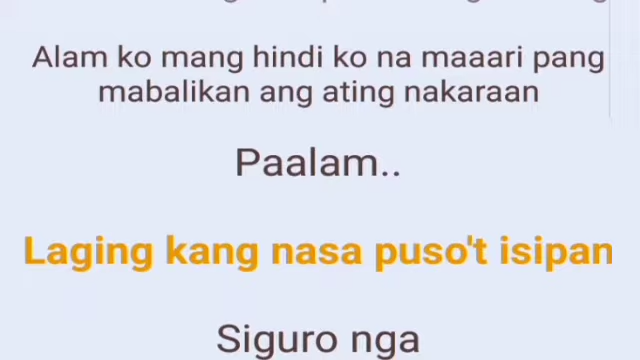 Alam ko mang hindi ko na maaari pang
mabalikan ang ating nakaraan
Paalam..
Laging kang nasa puso't isipan
Siguro nga